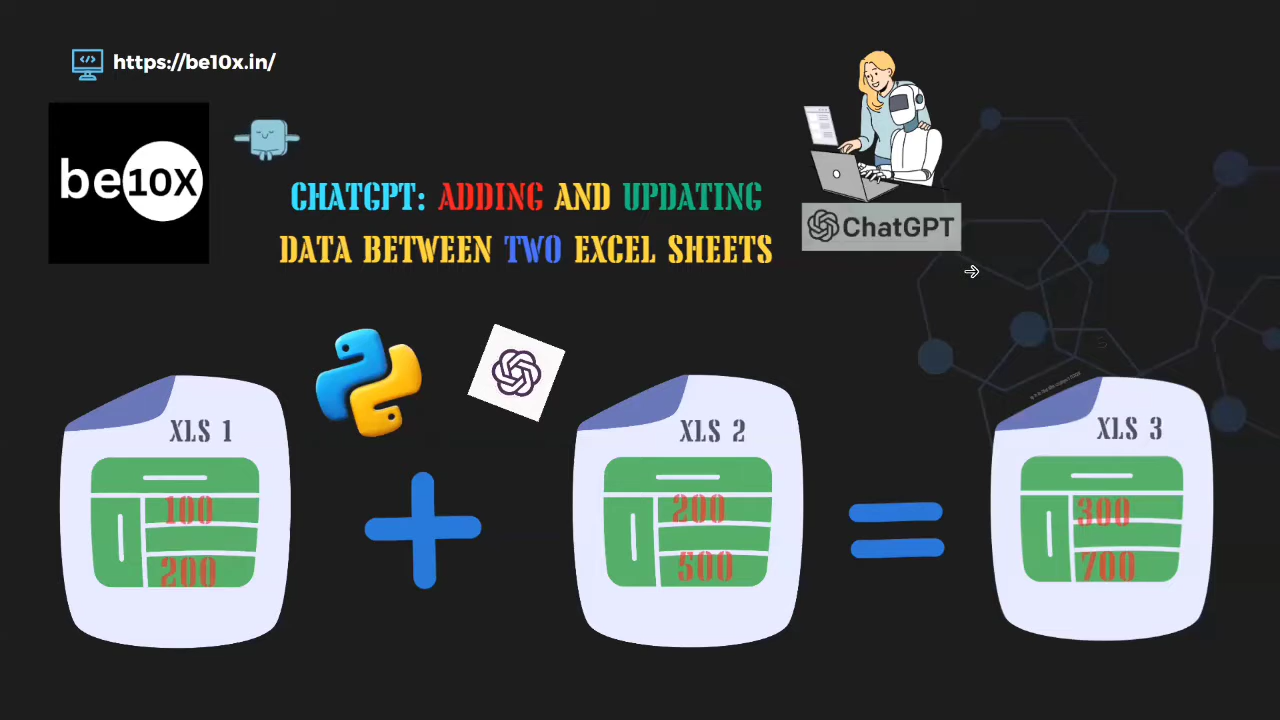 https://be10x.in/
be10X
CHATGPT: ADDING AND UPDATING
DATA BETWEEN TWO EXCEL SHEETS
ChatGPT
XLS 1
100
200
XLS 2
200
500
XLS 3
300
700